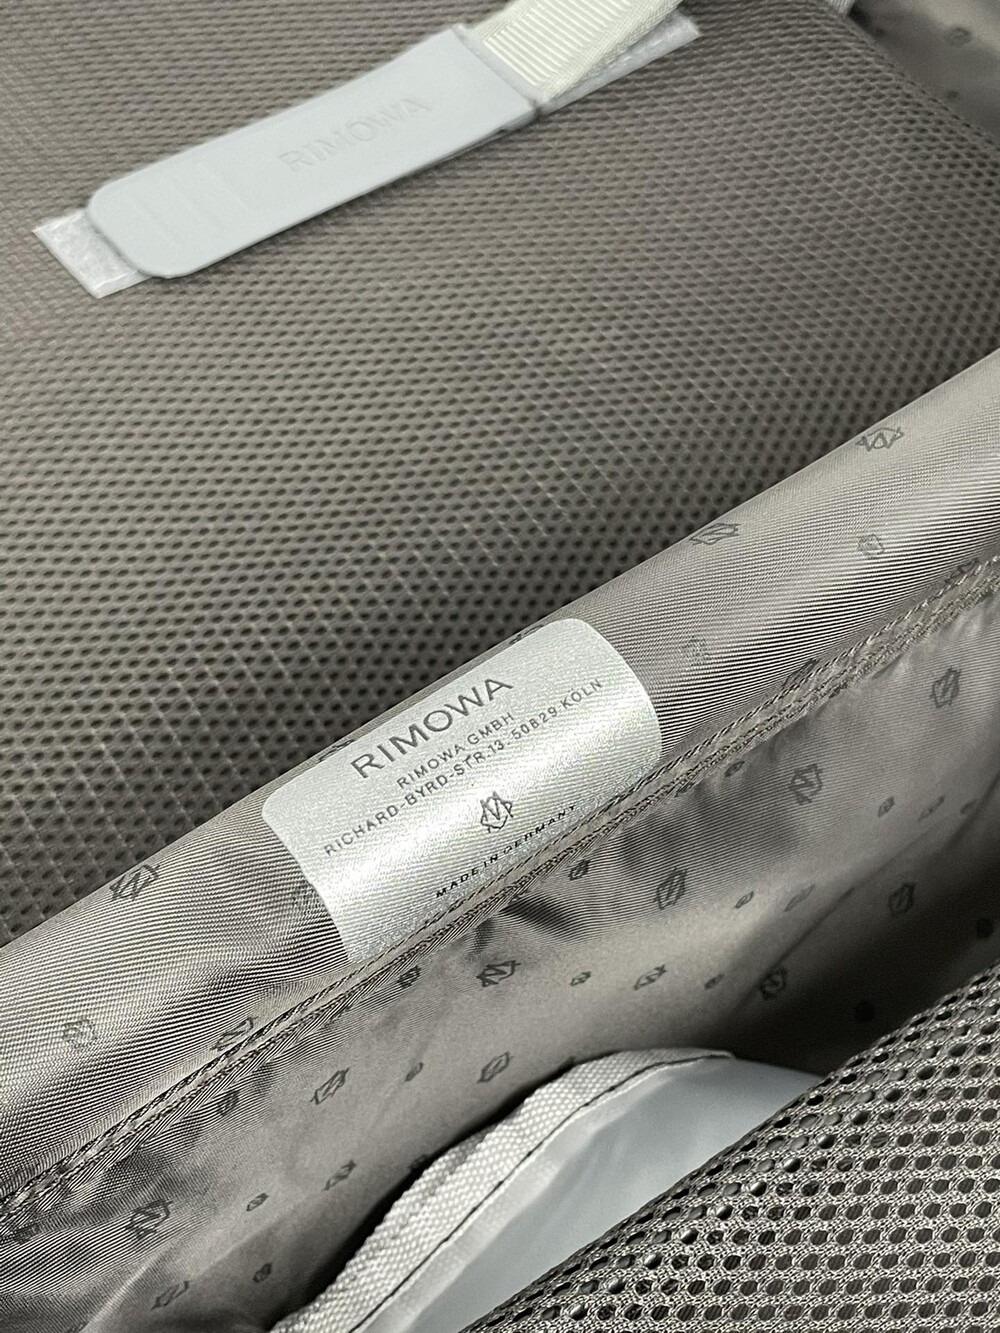 RIMOWA
RIMOWA
RIMOWA GMBH
RICHARD-BYRD-STR.13. 50829 KÖLN
MADE IN GERMANY